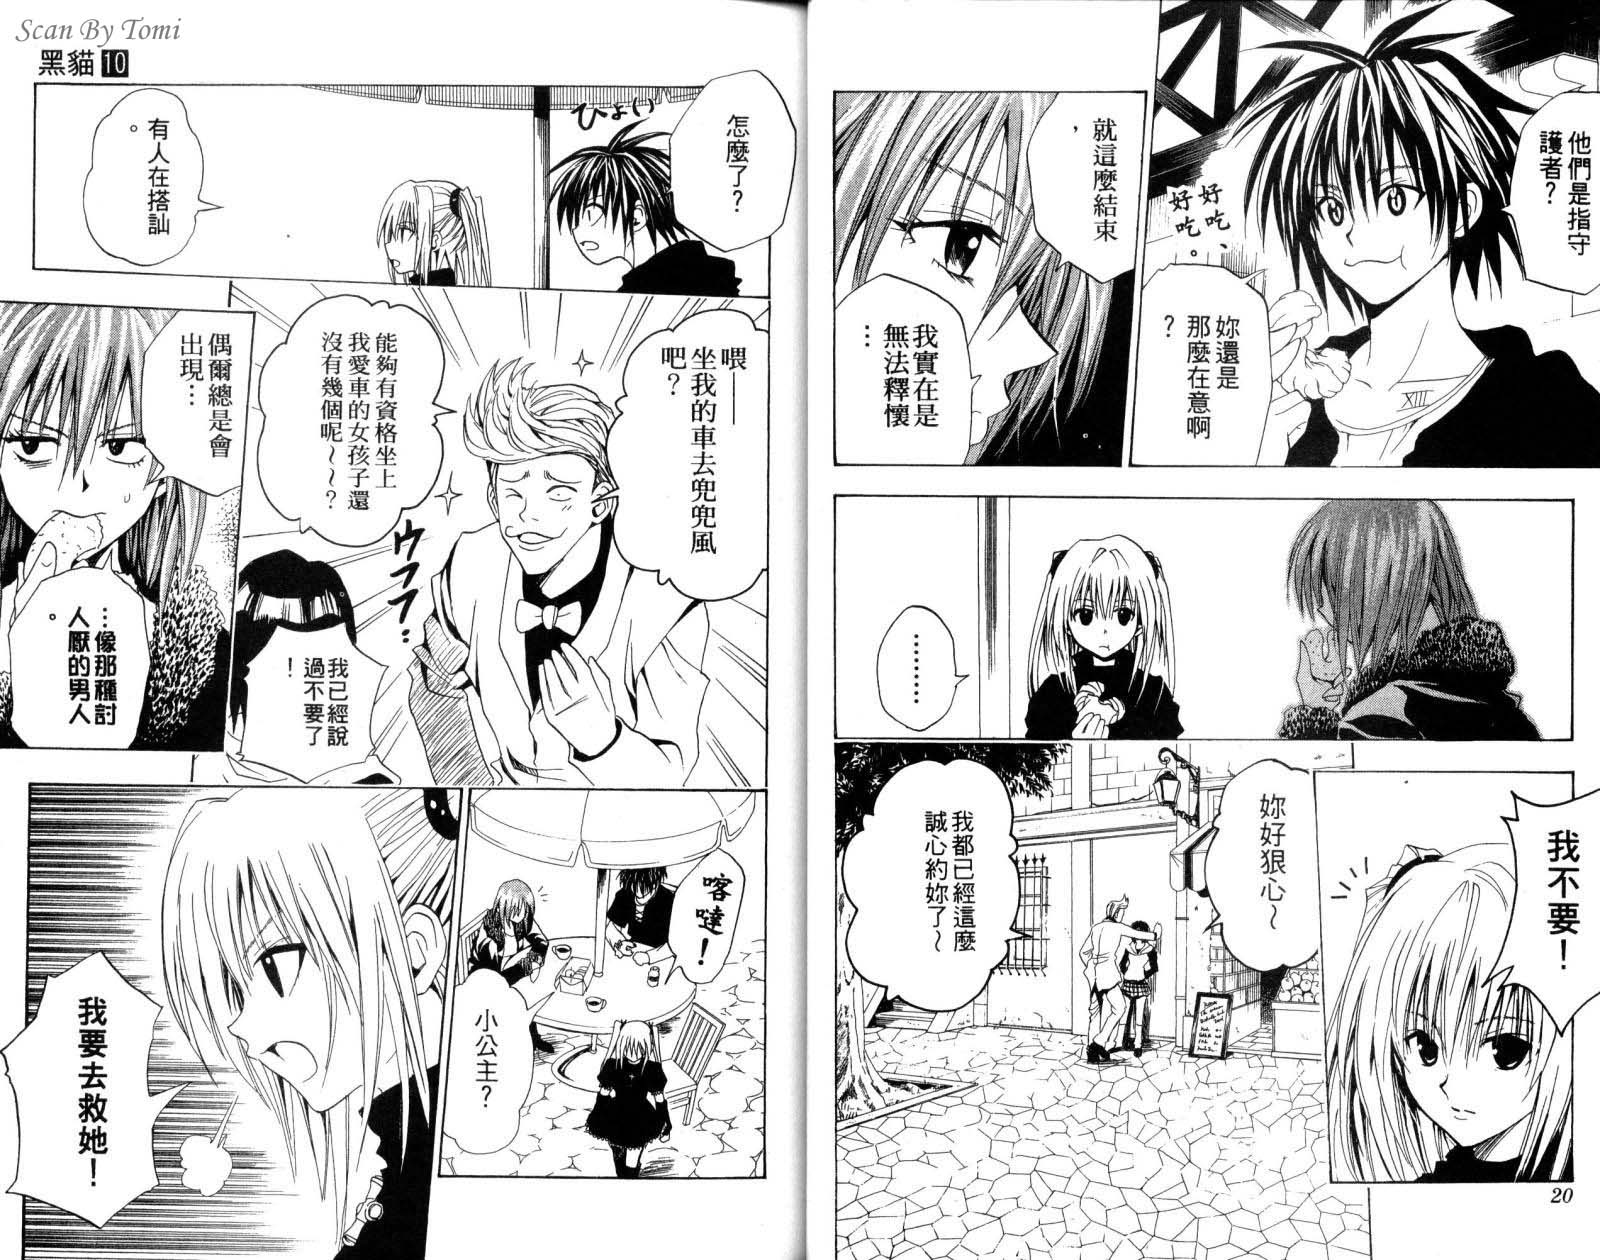 Scan By Tomi
黑貓10
他們是指守
護者?
好吃、
好吃。
妳還是
那麼在意啊
?
XIII
就這麼結束
,
我實在是
無法釋懷
…
………
我不要!
妳好狠心~
我都已經這麼
誠心約妳了~
20
怎麼了?
ひょい
有人在搭訕
。
喂——
坐我的車去兜兜風
吧?
能夠有資格坐上
我愛車的女孩子還
沒有幾個呢~~?
ウフフフ…
我已經說
過不要了
!
偶爾總是會
出現…
…像那種討
人厭的男人
。
喀噠!
小公主?
我要去救她!